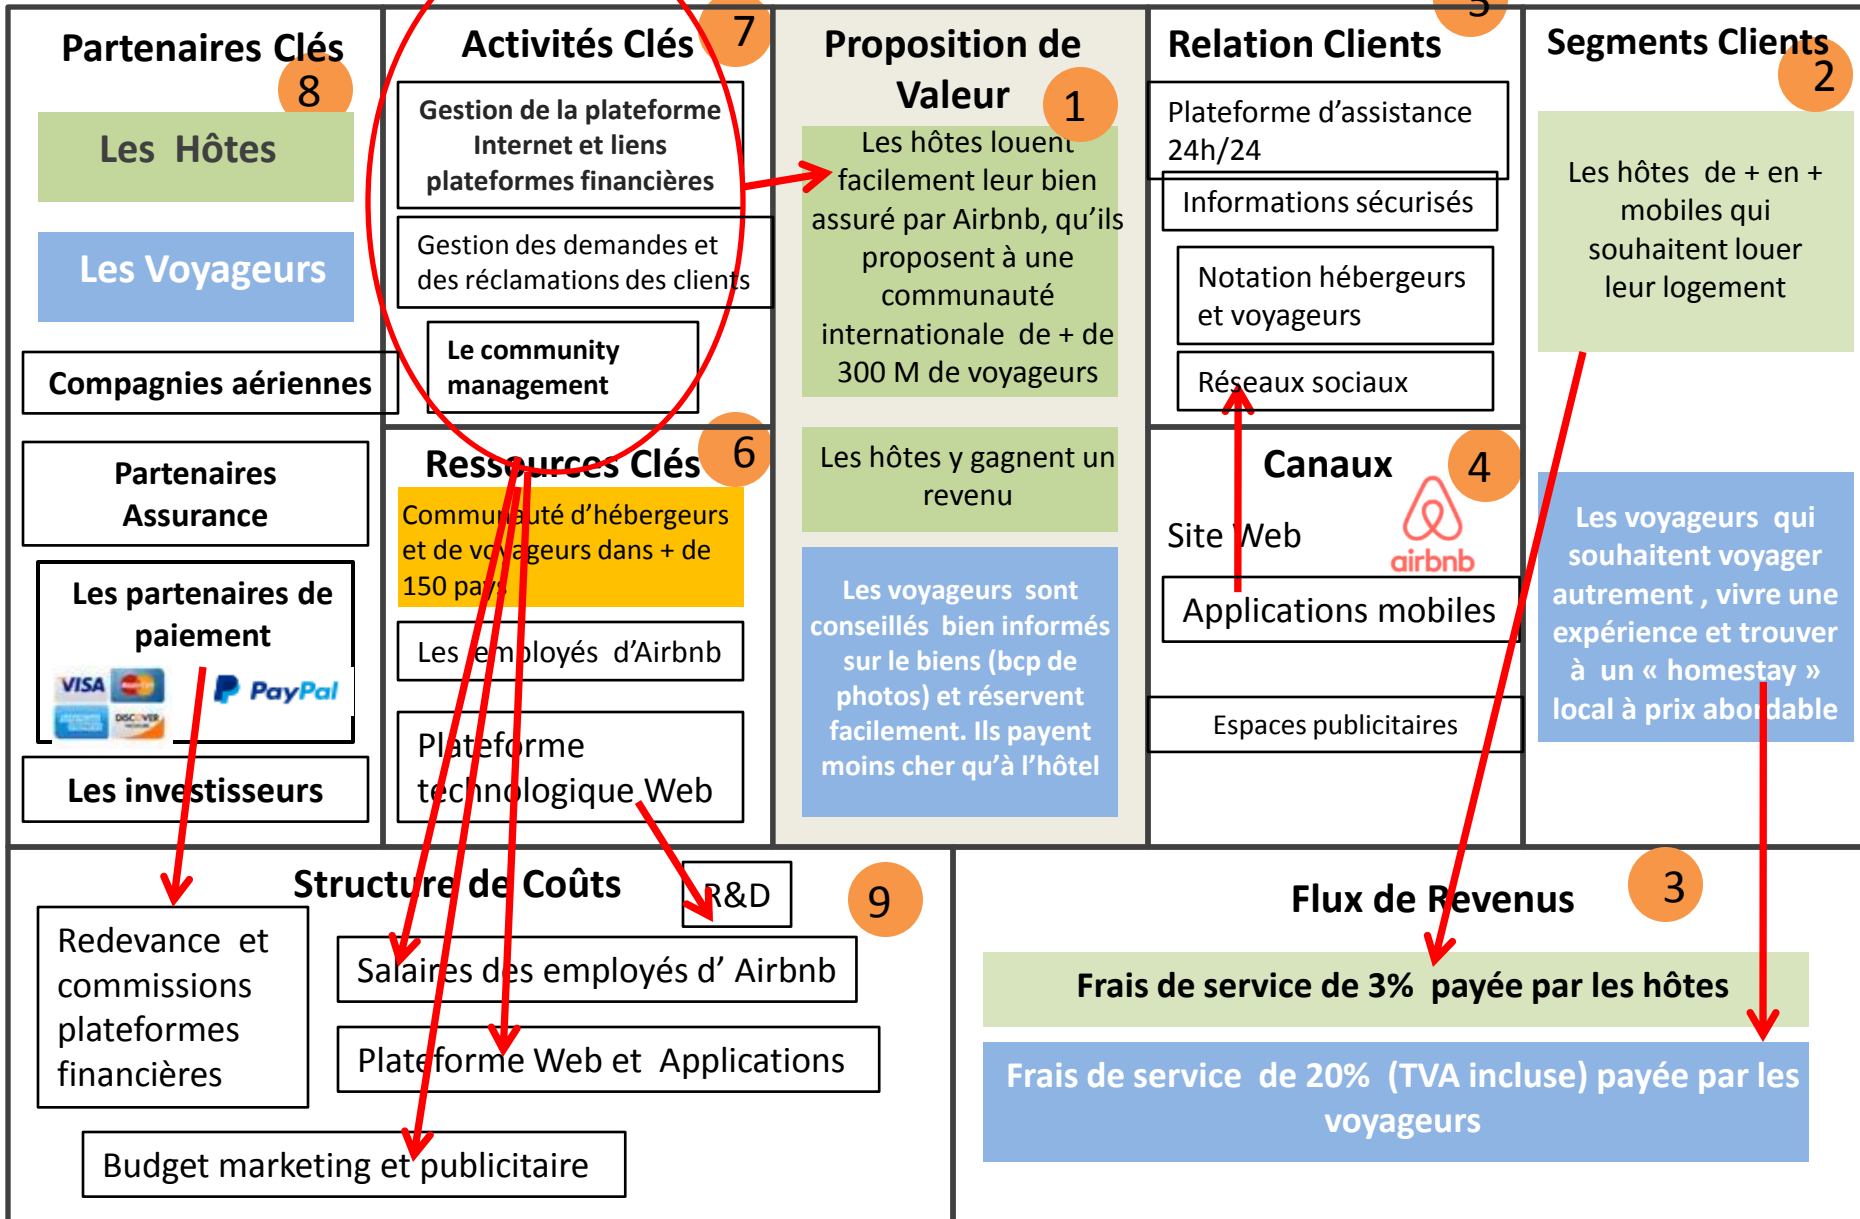 Partenaires Clés
8
Les Hôtes
Les Voyageurs
Compagnies aériennes
Partenaires
Assurance
Les partenaires de
paiement
VISA
DISCOVER
PayPal
Les investisseurs
Activités Clés
7
Gestion de la plateforme
Internet et liens
plateformes financières
Gestion des demandes et
des réclamations des clients
Le community
management
Ressources Clés
6
Communauté d'hébergeurs
et de voyageurs dans + de
150 pays
Les employés d'Airbnb
Plateforme
technologique Web
Proposition de
Valeur
1
Les hôtes louent
facilement leur bien
assuré par Airbnb, qu'ils
proposent à une
communauté
internationale de + de
300 M de voyageurs
Les hôtes y gagnent un
revenu
Les voyageurs sont
conseillés bien informés
sur le biens (bcp de
photos) et réservent
facilement. Ils payent
moins cher qu'à l'hôtel
Relation Clients
5
Plateforme d'assistance
24h/24
Informations sécurisés
Notation hébergeurs
et voyageurs
Réseaux sociaux
Canaux
4
Site Web
airbnb
Applications mobiles
Espaces publicitaires
Segments Clients
2
Les hôtes de + en +
mobiles qui
souhaitent louer
leur logement
Les voyageurs qui
souhaitent voyager
autrement , vivre une
expérience et trouver
à un « homestay »
local à prix abordable
Structure de Coûts
R&D
9
Redevance et
commissions
plateformes
financières
Salaires des employés d' Airbnb
Plateforme Web et Applications
Budget marketing et publicitaire
Flux de Revenus
3
Frais de service de 3% payée par les hôtes
Frais de service de 20% (TVA incluse) payée par les
voyageurs